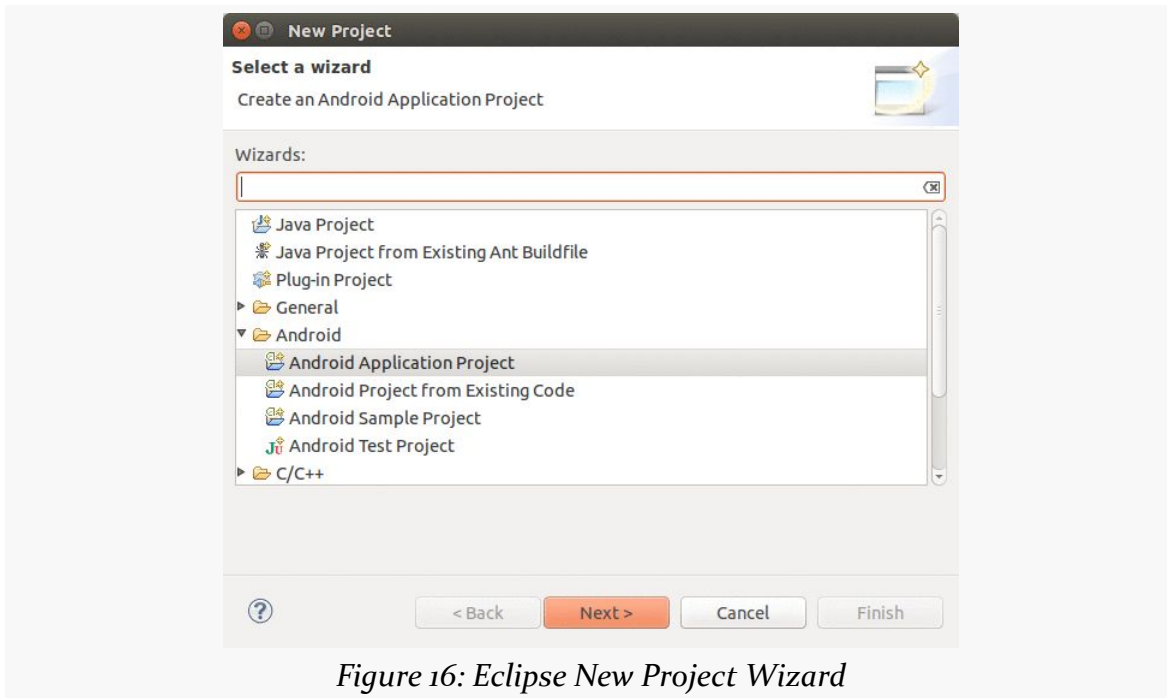 New Project
Select a wizard
Create an Android Application Project
Wizards:
Java Project
Java Project from Existing Ant Buildfile
Plug-in Project
General
Android
Android Application Project
Android Project from Existing Code
Android Sample Project
Android Test Project
C/C++
< Back Next > Cancel Finish
Figure 16: Eclipse New Project Wizard